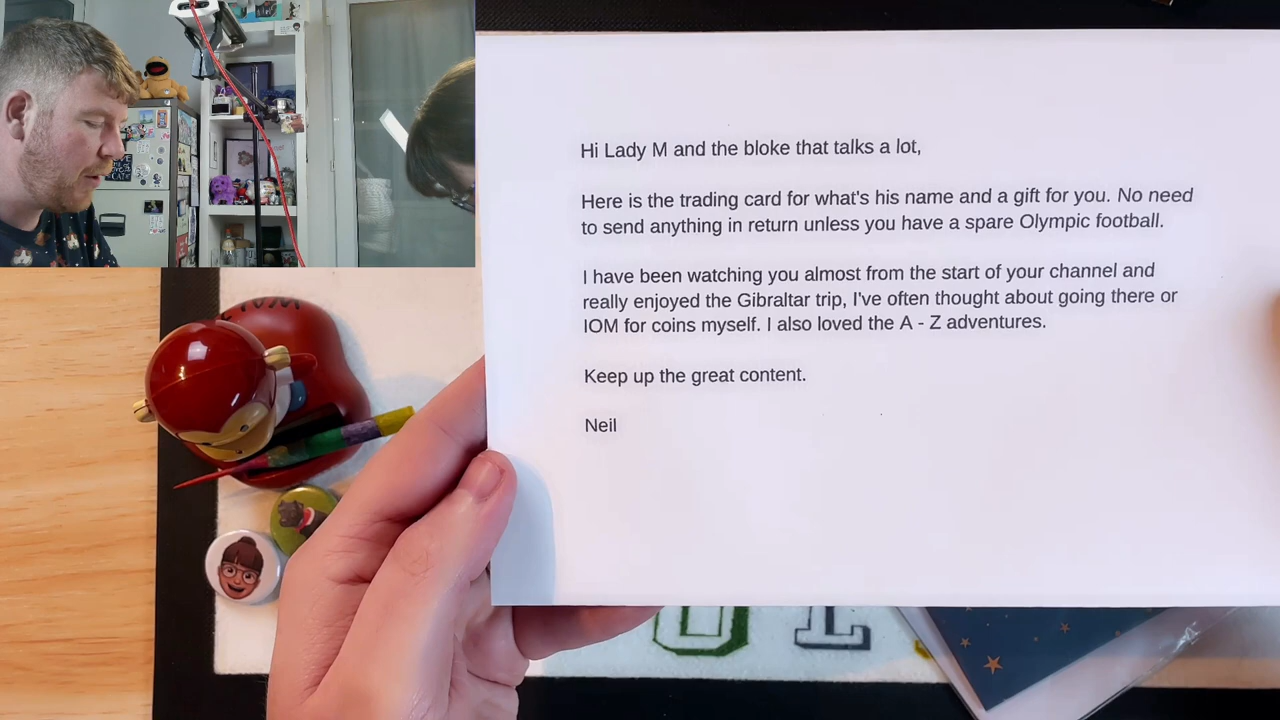 Hi Lady M and the bloke that talks a lot,
Here is the trading card for what's his name and a gift for you. No need
to send anything in return unless you have a spare Olympic football.
I have been watching you almost from the start of your channel and
really enjoyed the Gibraltar trip, I've often thought about going there or
IOM for coins myself. I also loved the A - Z adventures.
Keep up the great content.
Neil